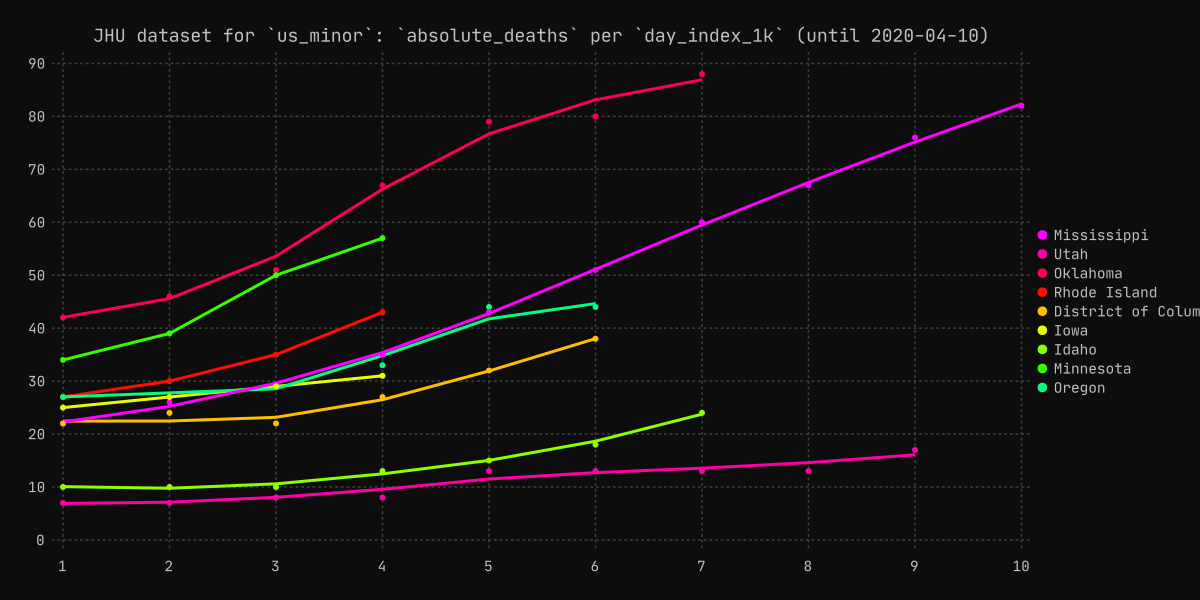 JHU dataset for `us_minor`: `absolute_deaths` per `day_index_1k` (until 2020-04-10)
90
80
70
60
50
40
30
20
10
0
1 2 3 4 5 6 7 8 9 10
Mississippi
Utah
Oklahoma
Rhode Island
District of Colum
Iowa
Idaho
Minnesota
Oregon